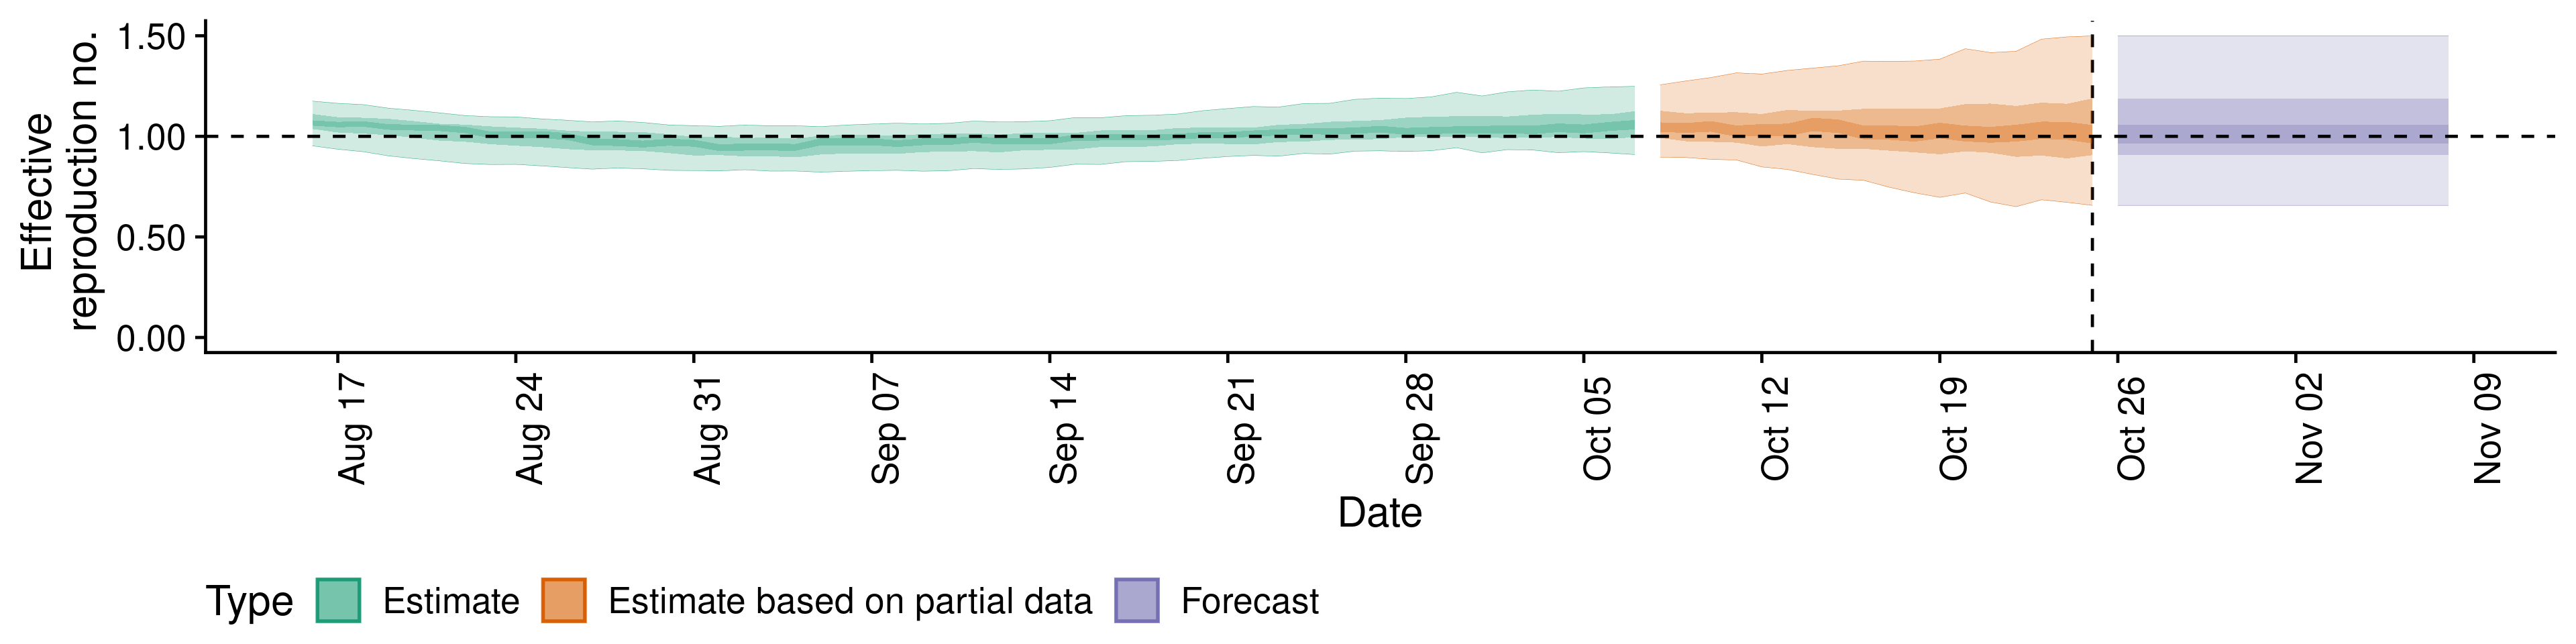 Effective
reproduction no.
1.50
1.00
0.50
0.00
Aug 17
Aug 24
Aug 31
Sep 07
Sep 14
Sep 21
Sep 28
Oct 05
Oct 12
Oct 19
Oct 26
Nov 02
Nov 09
Date
Type Estimate Estimate based on partial data Forecast